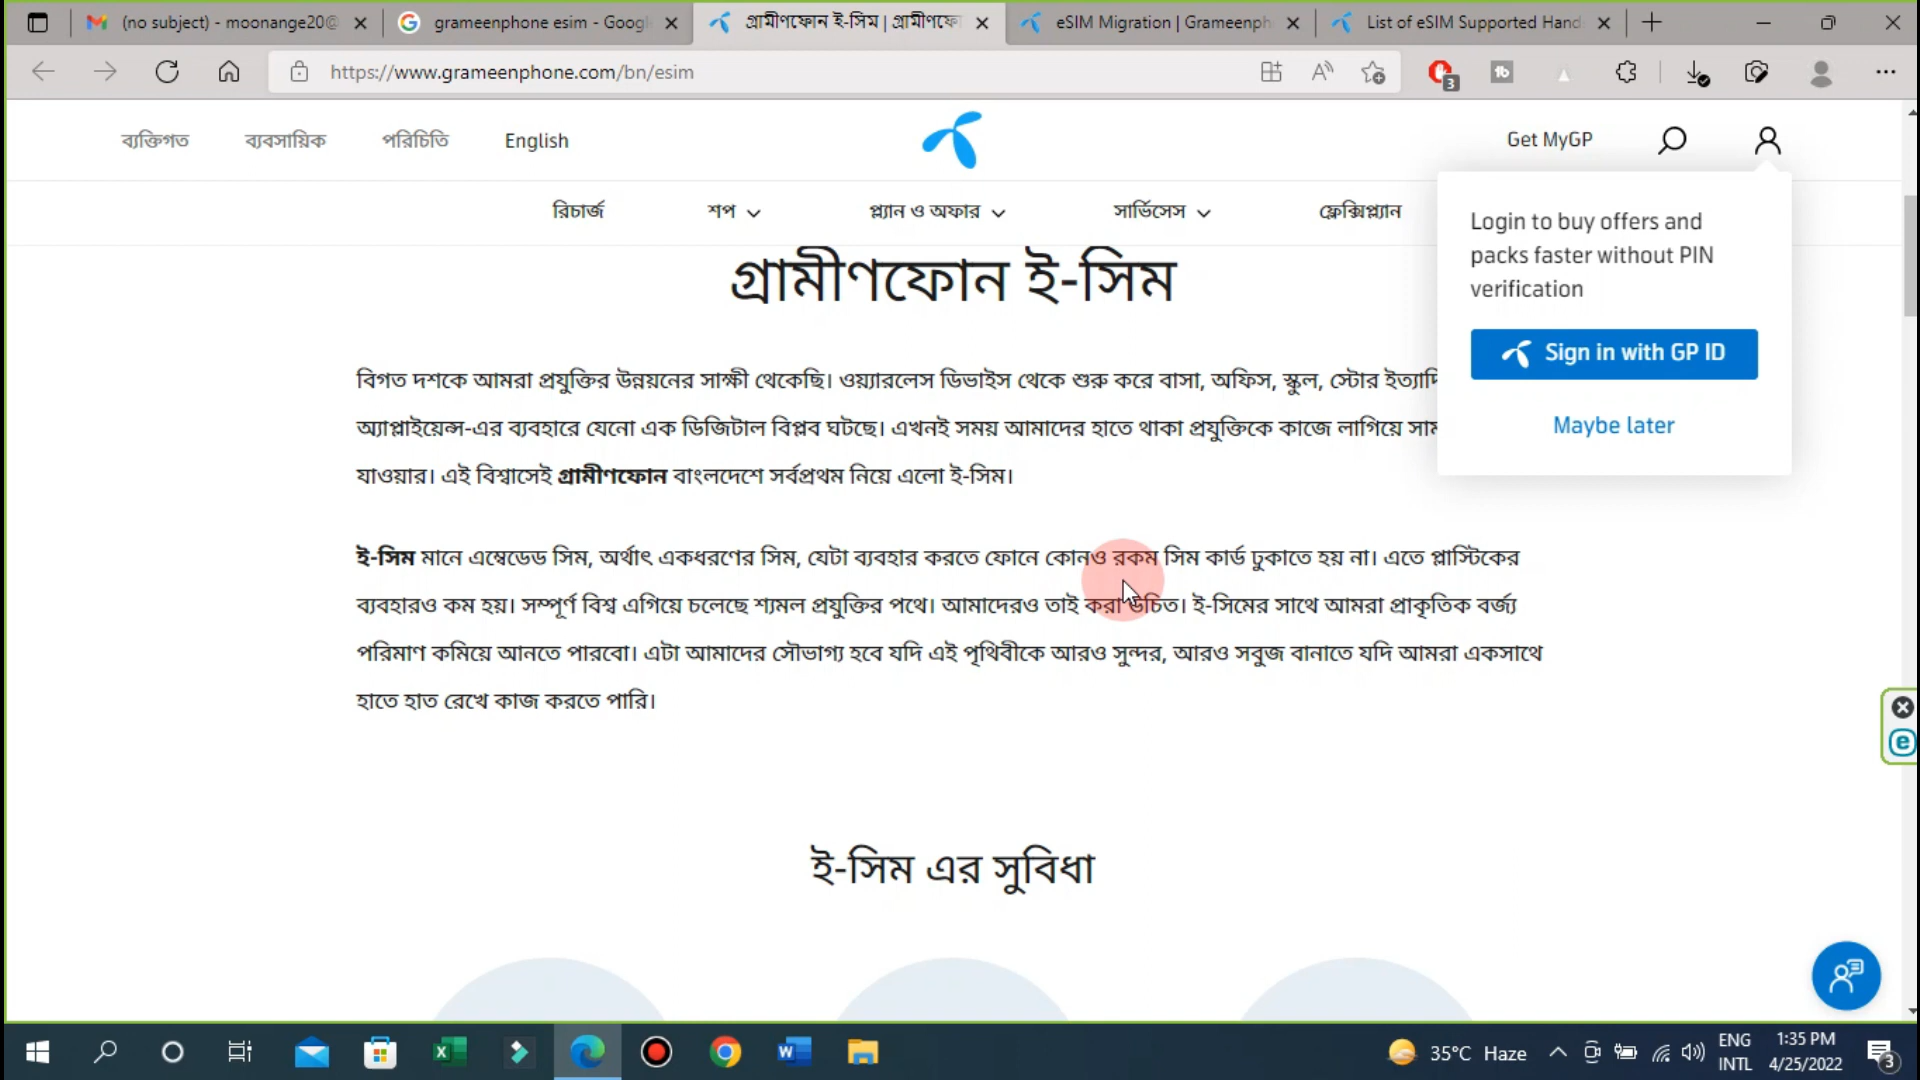 (no subject) - moonange20@
grameenphone esim - Googl
গ্রামীণফোন ই-সিম | গ্রামীণফো
eSIM Migration | Grameenph
List of eSIM Supported Hand
https://www.grameenphone.com/bn/esim
3
ব্যক্তিগত ব্যবসায়িক পরিচিতি English
Get MyGP
রিচার্জ শপ প্ল্যান ও অফার সার্ভিসেস ফ্লেক্সিপ্ল্যান
Login to buy offers and
packs faster without PIN
verification
Sign in with GP ID
Maybe later
গ্রামীণফোন ই-সিম
বিগত দশকে আমরা প্রযুক্তির উন্নয়নের সাক্ষী থেকেছি। ওয়্যারলেস ডিভাইস থেকে শুরু করে বাসা, অফিস, স্কুল, স্টোর ইত্যাদি
অ্যাপ্লাইয়েন্স-এর ব্যবহারে যেনো এক ডিজিটাল বিপ্লব ঘটছে। এখনই সময় আমাদের হাতে থাকা প্রযুক্তিকে কাজে লাগিয়ে
যাওয়ার। এই বিশ্বাসেই গ্রামীণফোন বাংলদেশে সর্বপ্রথম নিয়ে এলো ই-সিম।
ই-সিম মানে এম্বেডেড সিম, অর্থাৎ একধরণের সিম, যেটা ব্যবহার করতে ফোনে কোনও রকম সিম কার্ড ঢুকাতে হয় না। এতে প্লাস্টিকের
ব্যবহারও কম হয়। সম্পূর্ণ বিশ্ব এগিয়ে চলেছে শ্যমল প্রযুক্তির পথে। আমাদেরও তাই করা উচিত। ই-সিমের সাথে আমরা প্রাকৃতিক বর্জ্য
পরিমাণ কমিয়ে আনতে পারবো। এটা আমাদের সৌভাগ্য হবে যদি এই পৃথিবীকে আরও সুন্দর, আরও সবুজ বানাতে যদি আমরা একসাথে
হাতে হাত রেখে কাজ করতে পারি।
ই-সিম এর সুবিধা
35°C Haze
ENG
INTL
1:35 PM
4/25/2022
3